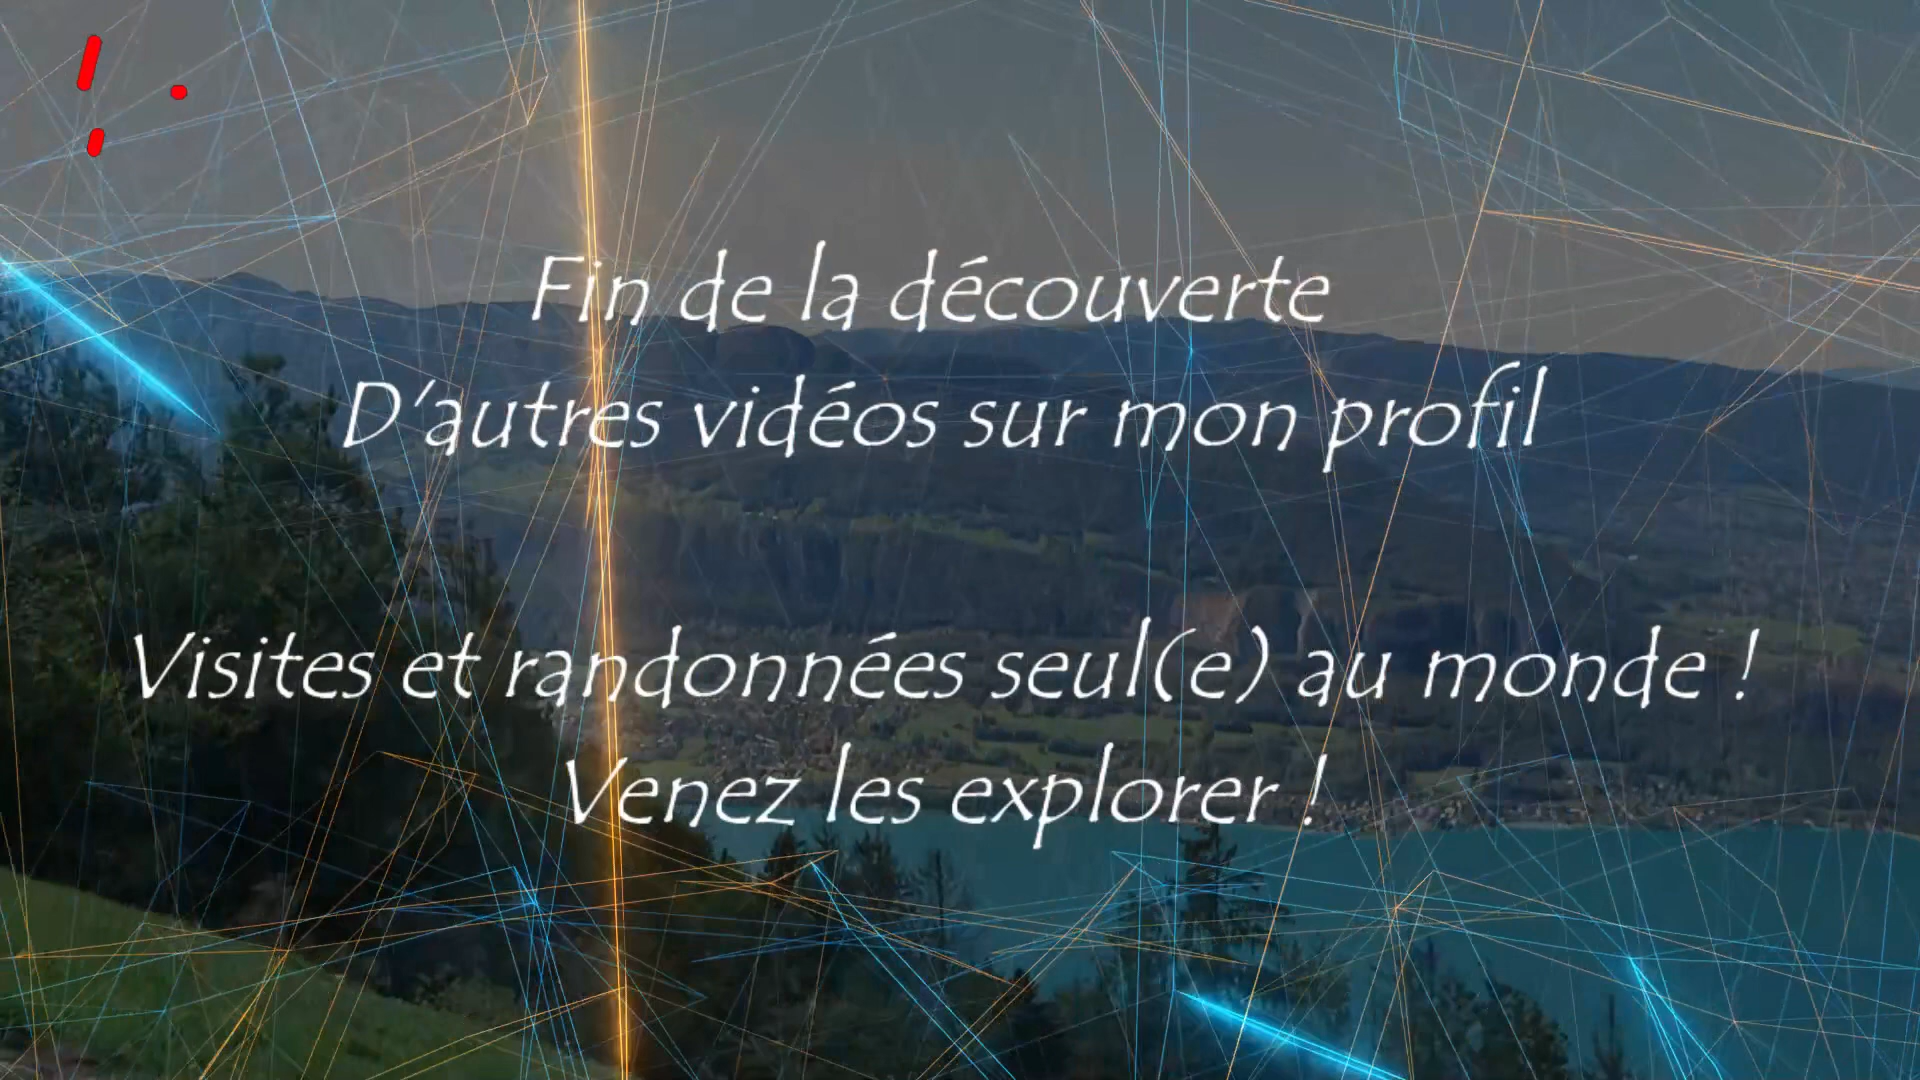 Fin de la découverte
D'autres vidéos sur mon profil
Visites et randonnées seul(e) au monde !
Venez les explorer !